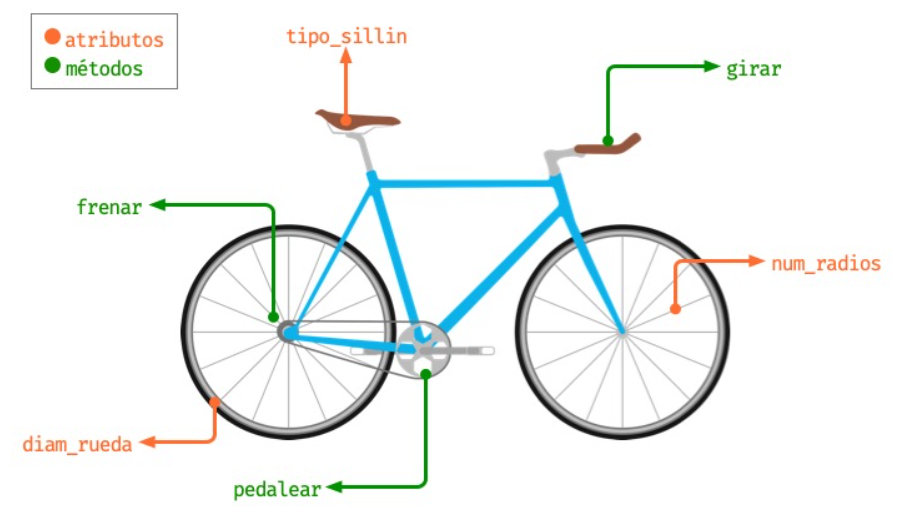 atributos
métodos
tipo_sillin
girar
frenar
num_radios
diam_rueda
pedalear